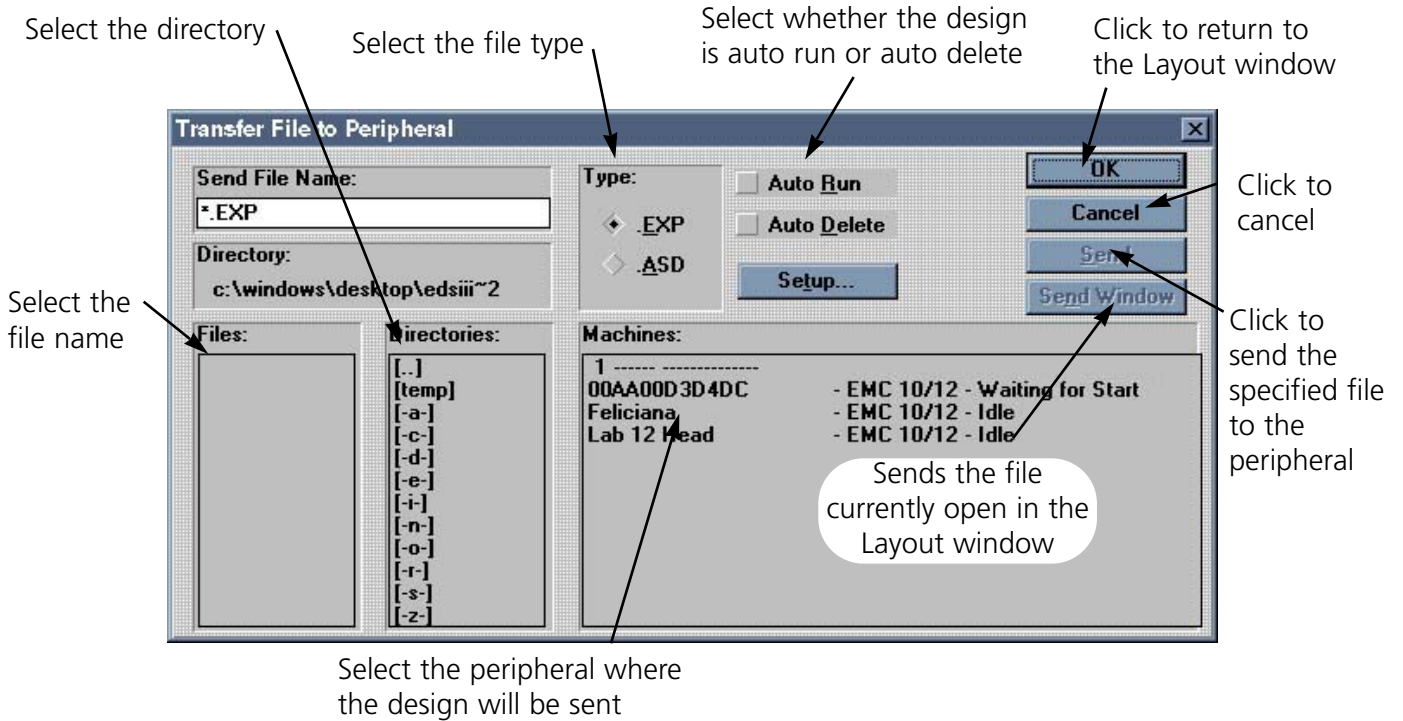 Select the directory
Select the file type
Select whether the design
is auto run or auto delete
Click to return to
the Layout window
Transfer File to Peripheral
Send File Name:
*.EXP
Directory:
c:\windows\desktop\edsiii~2
Type:
.EXP
.ASD
Auto Run
Auto Delete
Setup...
OK
Cancel
Send
Send Window
Click to
cancel
Select the
file name
Files:
Directories:
[..]
[temp]
[-a-]
[-c-]
[-d-]
[-e-]
[-i-]
[-n-]
[-o-]
[-r-]
[-s-]
[-z-]
Machines:
1 ------ --------------
00AA00D3D4DC - EMC 10/12 - Waiting for Start
Feliciana - EMC 10/12 - Idle
Lab 12 Head - EMC 10/12 - Idle
Click to
send the
specified file
to the
peripheral
Sends the file
currently open in the
Layout window
Select the peripheral where
the design will be sent